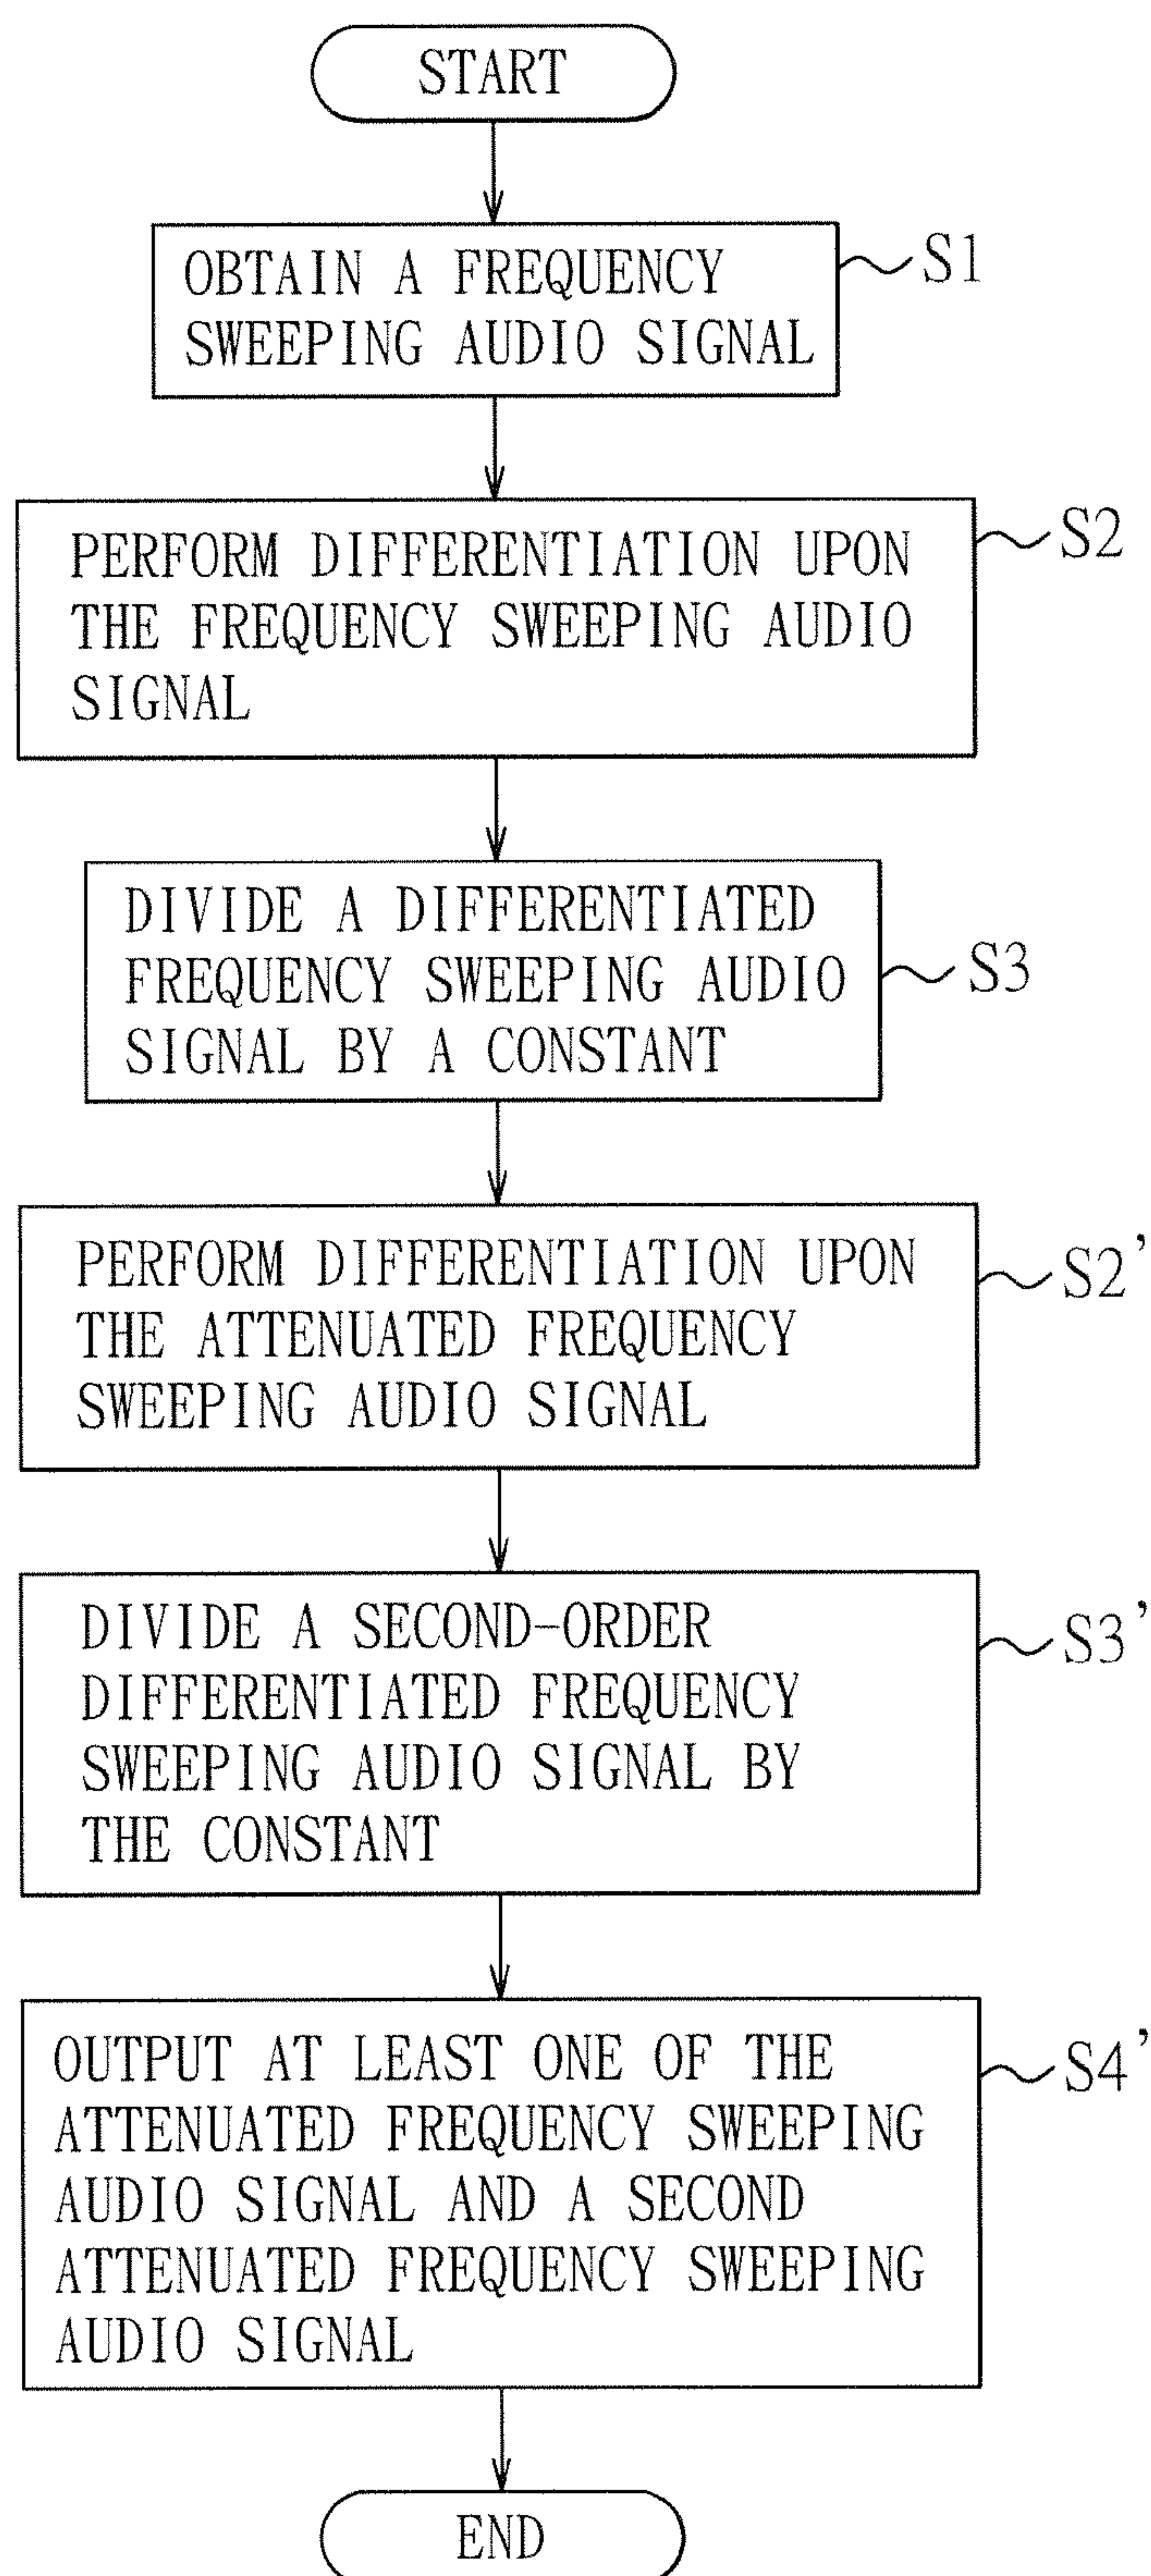 START
OBTAIN A FREQUENCY
SWEEPING AUDIO SIGNAL
S1
PERFORM DIFFERENTIATION UPON
THE FREQUENCY SWEEPING AUDIO
SIGNAL
S2
DIVIDE A DIFFERENTIATED
FREQUENCY SWEEPING AUDIO
SIGNAL BY A CONSTANT
S3
PERFORM DIFFERENTIATION UPON
THE ATTENUATED FREQUENCY
SWEEPING AUDIO SIGNAL
S2'
DIVIDE A SECOND-ORDER
DIFFERENTIATED FREQUENCY
SWEEPING AUDIO SIGNAL BY
THE CONSTANT
S3'
OUTPUT AT LEAST ONE OF THE
ATTENUATED FREQUENCY SWEEPING
AUDIO SIGNAL AND A SECOND
ATTENUATED FREQUENCY SWEEPING
AUDIO SIGNAL
S4'
END